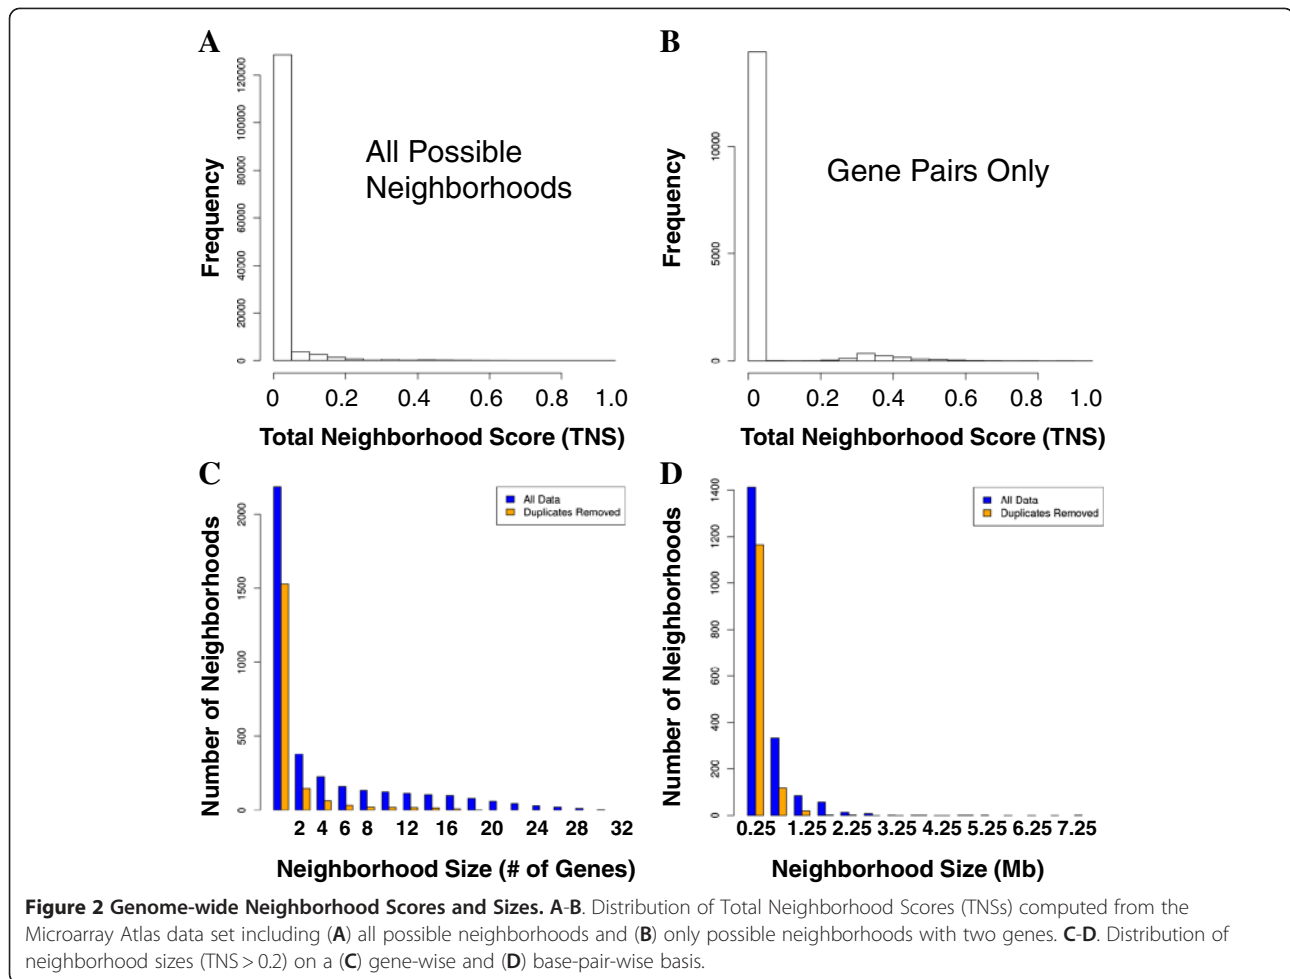 A
B
120000
100000
80000
60000
40000
20000
0
Frequency
All Possible
Neighborhoods
0 0.2 0.4 0.6 0.8 1.0
Total Neighborhood Score (TNS)
10000
5000
0
Frequency
Gene Pairs Only
0 0.2 0.4 0.6 0.8 1.0
Total Neighborhood Score (TNS)
C
D
2000
1500
1000
500
0
Number of Neighborhoods
All Data
Duplicates Removed
2 4 6 8 12 16 20 24 28 32
Neighborhood Size (# of Genes)
1400
1200
1000
800
600
400
200
0
Number of Neighborhoods
All Data
Duplicates Removed
0.25 1.25 2.25 3.25 4.25 5.25 6.25 7.25
Neighborhood Size (Mb)
Figure 2 Genome-wide Neighborhood Scores and Sizes. A-B. Distribution of Total Neighborhood Scores (TNSs) computed from the
Microarray Atlas data set including (A) all possible neighborhoods and (B) only possible neighborhoods with two genes. C-D. Distribution of
neighborhood sizes (TNS > 0.2) on a (C) gene-wise and (D) base-pair-wise basis.